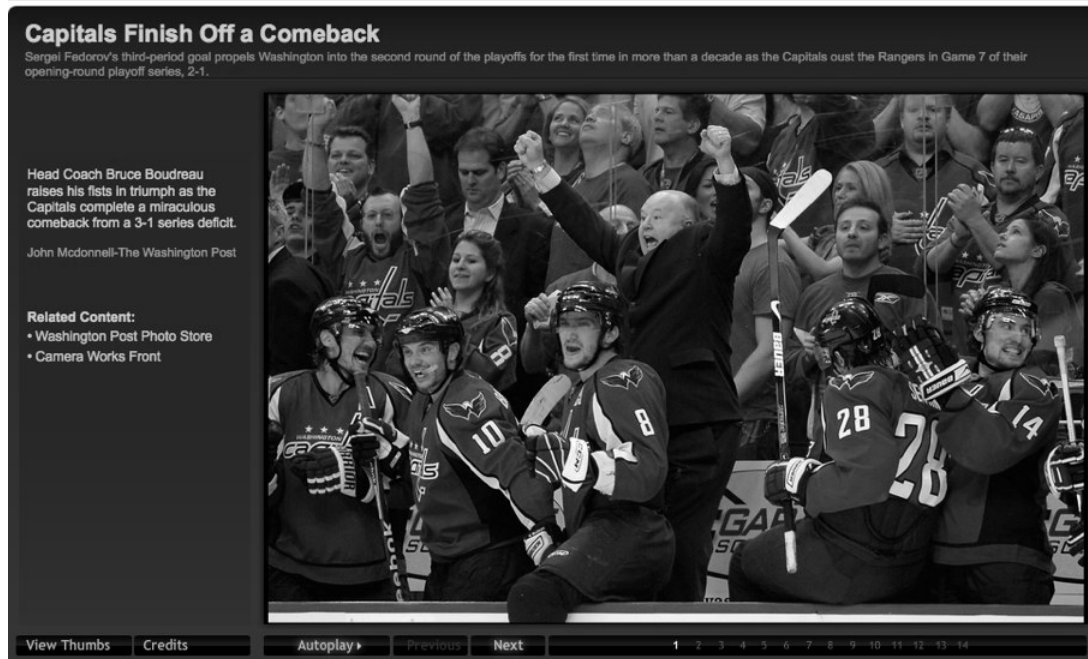 Capitals Finish Off a Comeback
Sergei Fedorov's third-period goal propels Washington into the second round of the playoffs for the first time in more than a decade as the Capitals oust the Rangers in Game 7 of their
opening-round playoff series, 2-1.
Head Coach Bruce Boudreau
raises his fists in triumph as the
Capitals complete a miraculous
comeback from a 3-1 series deficit.
John Mcdonnell-The Washington Post
Related Content:
• Washington Post Photo Store
• Camera Works Front
capitals
10
8
28
28
14
BAUER
WASHINGTON
View Thumbs
Credits
Autoplay
Previous
Next
1 2 3 4 5 6 7 8 9 10 11 12 13 14